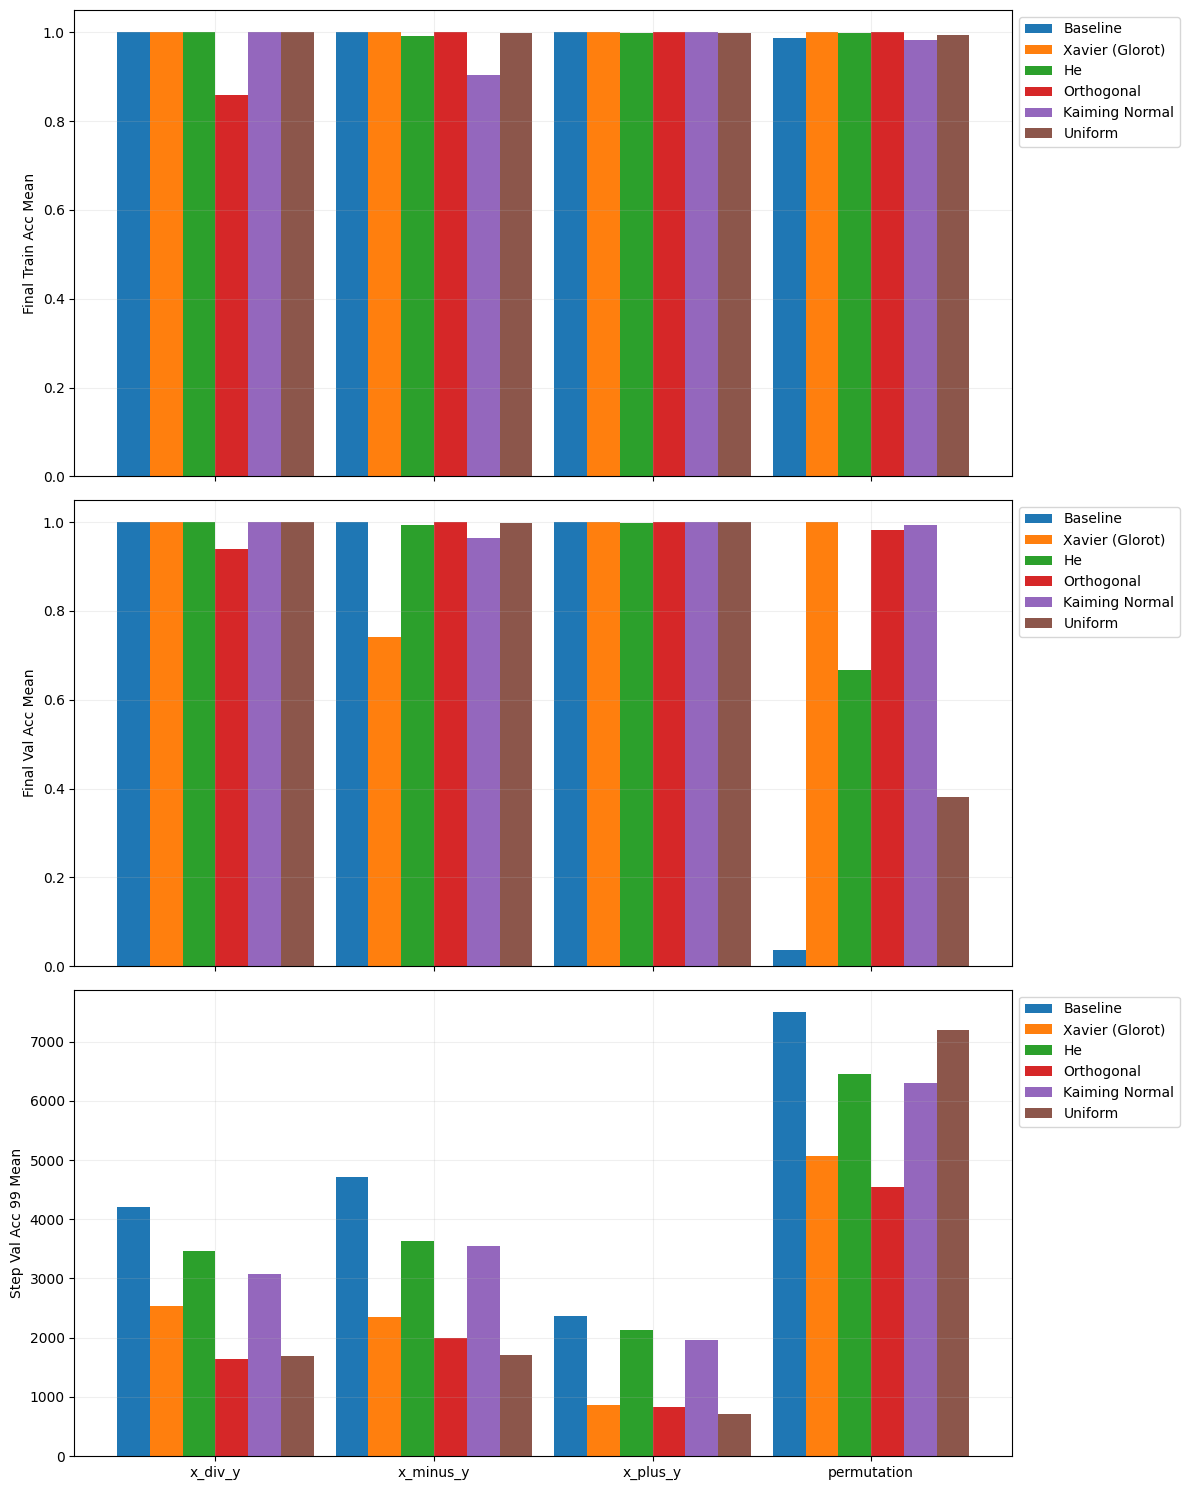 Final Train Acc Mean
1.0
0.8
0.6
0.4
0.2
0.0
Baseline
Xavier (Glorot)
He
Orthogonal
Kaiming Normal
Uniform
Final Val Acc Mean
1.0
0.8
0.6
0.4
0.2
0.0
Baseline
Xavier (Glorot)
He
Orthogonal
Kaiming Normal
Uniform
Step Val Acc 99 Mean
7000
6000
5000
4000
3000
2000
1000
0
Baseline
Xavier (Glorot)
He
Orthogonal
Kaiming Normal
Uniform
x_div_y x_minus_y x_plus_y permutation